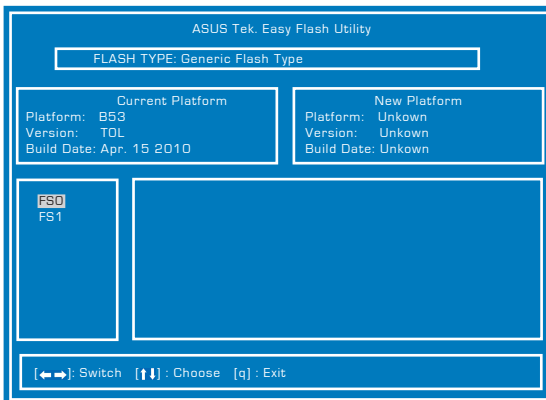 ASUS Tek. Easy Flash Utility
FLASH TYPE: Generic Flash Type
Current Platform
Platform: B53
Version: TOL
Build Date: Apr. 15 2010
New Platform
Platform: Unkown
Version: Unkown
Build Date: Unkown
FS0
FS1
[←→]: Switch [↑↓] : Choose [q] : Exit